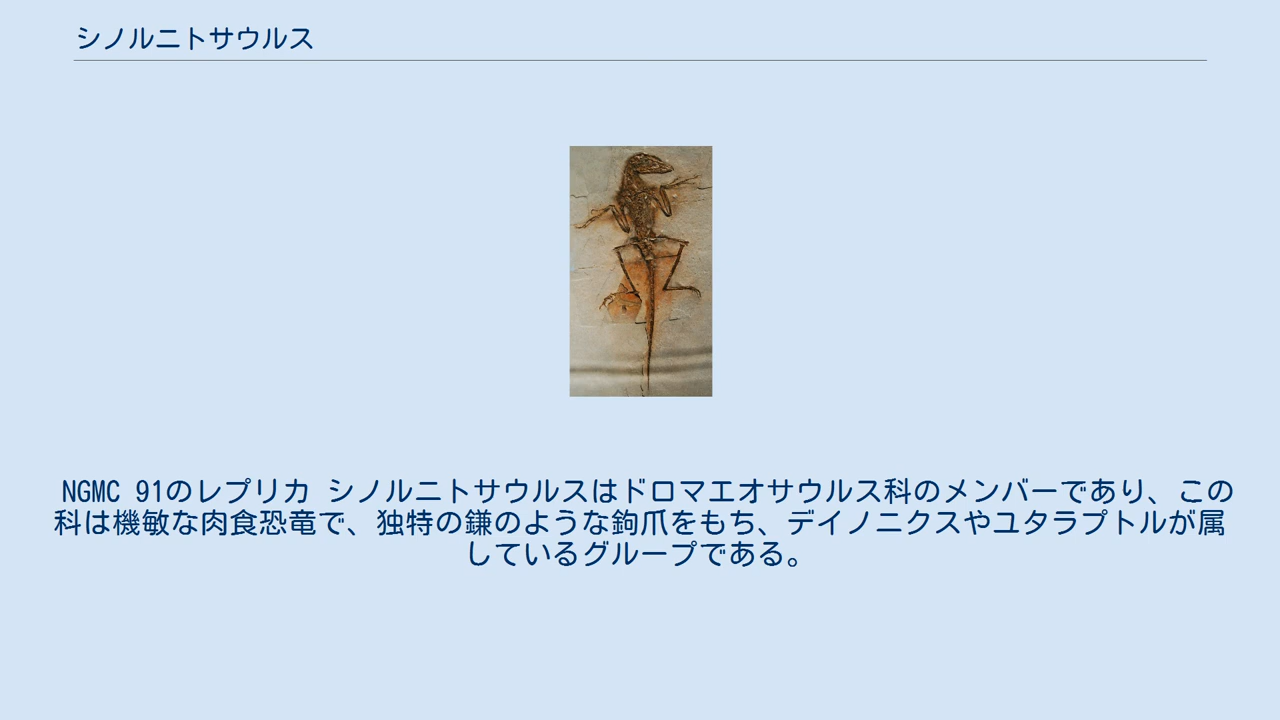 シノルニトサウルス
NGMC 91のレプリカ シノルニトサウルスはドロマエオサウルス科のメンバーであり、この
科は機敏な肉食恐竜で、独特の鎌のような鉤爪をもち、デイノニクスやユタラプトルが属
しているグループである。